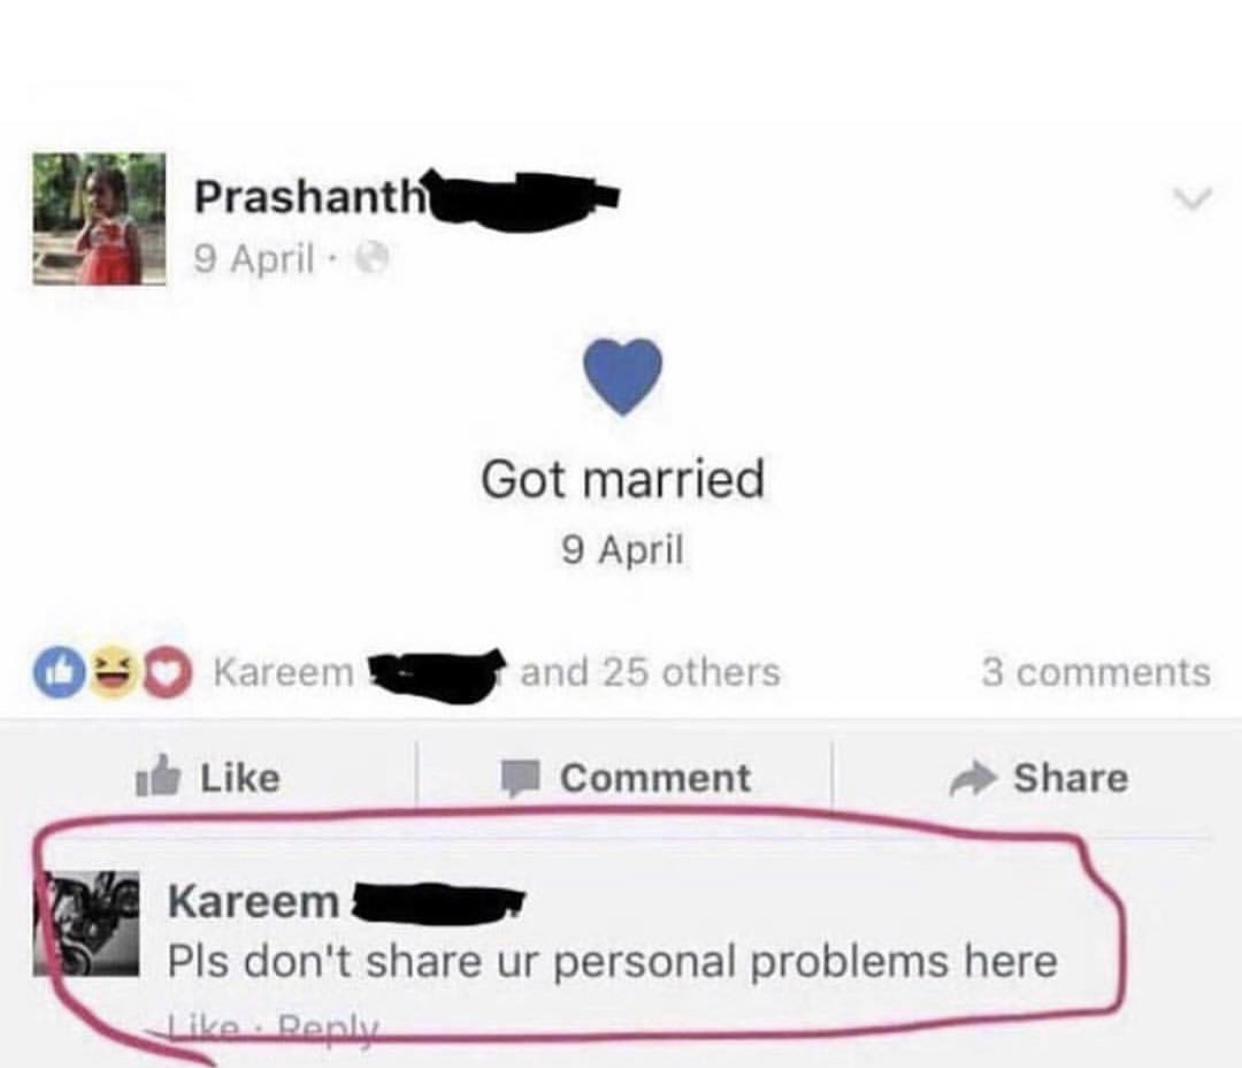 Prashanth
9 April ·
Got married
9 April
Kareem and 25 others 3 comments
Like Comment Share
Kareem
Pls don't share ur personal problems here
Like · Reply